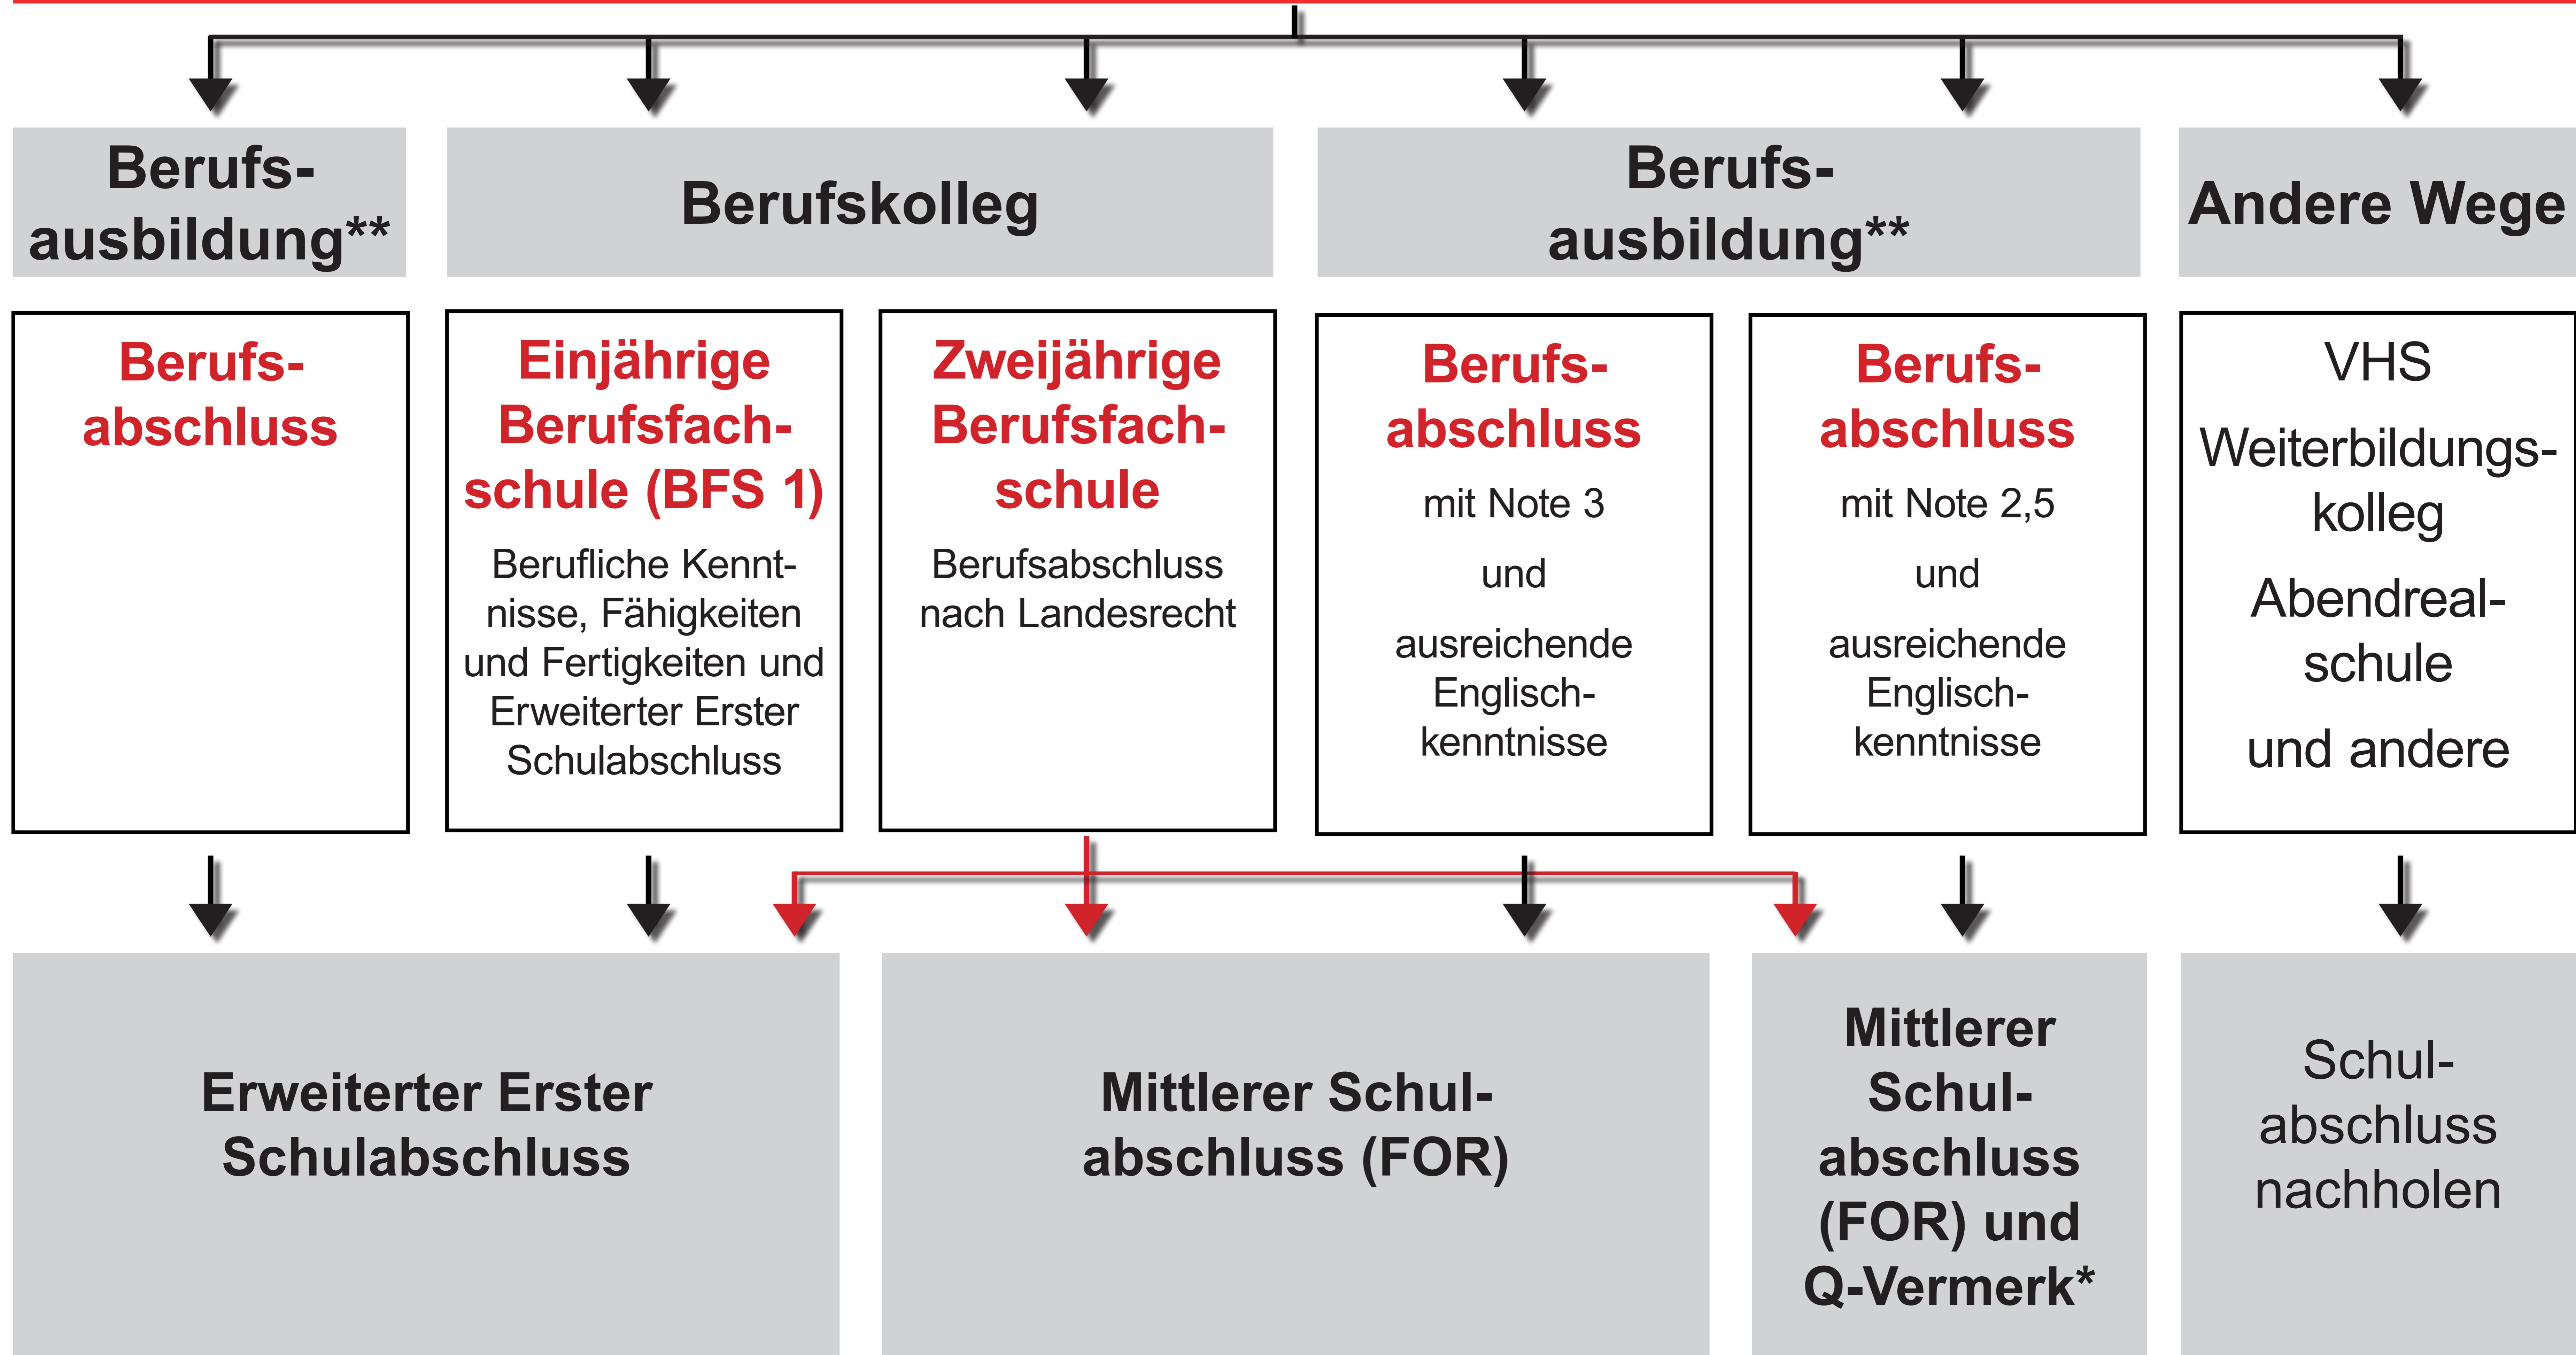 Berufs-
ausbildung**
Berufskolleg
Berufs-
ausbildung**
Andere Wege
Berufs-
abschluss
Einjährige
Berufsfach-
schule (BFS 1)
Berufliche Kennt-
nisse, Fähigkeiten
und Fertigkeiten und
Erweiterter Erster
Schulabschluss
Zweijährige
Berufsfach-
schule
Berufsabschluss
nach Landesrecht
Berufs-
abschluss
mit Note 3
und
ausreichende
Englisch-
kenntnisse
Berufs-
abschluss
mit Note 2,5
und
ausreichende
Englisch-
kenntnisse
VHS
Weiterbildungs-
kolleg
Abendreal-
schule
und andere
Erweiterter Erster
Schulabschluss
Mittlerer Schul-
abschluss (FOR)
Mittlerer
Schul-
abschluss
(FOR) und
Q-Vermerk*
Schul-
abschluss
nachholen